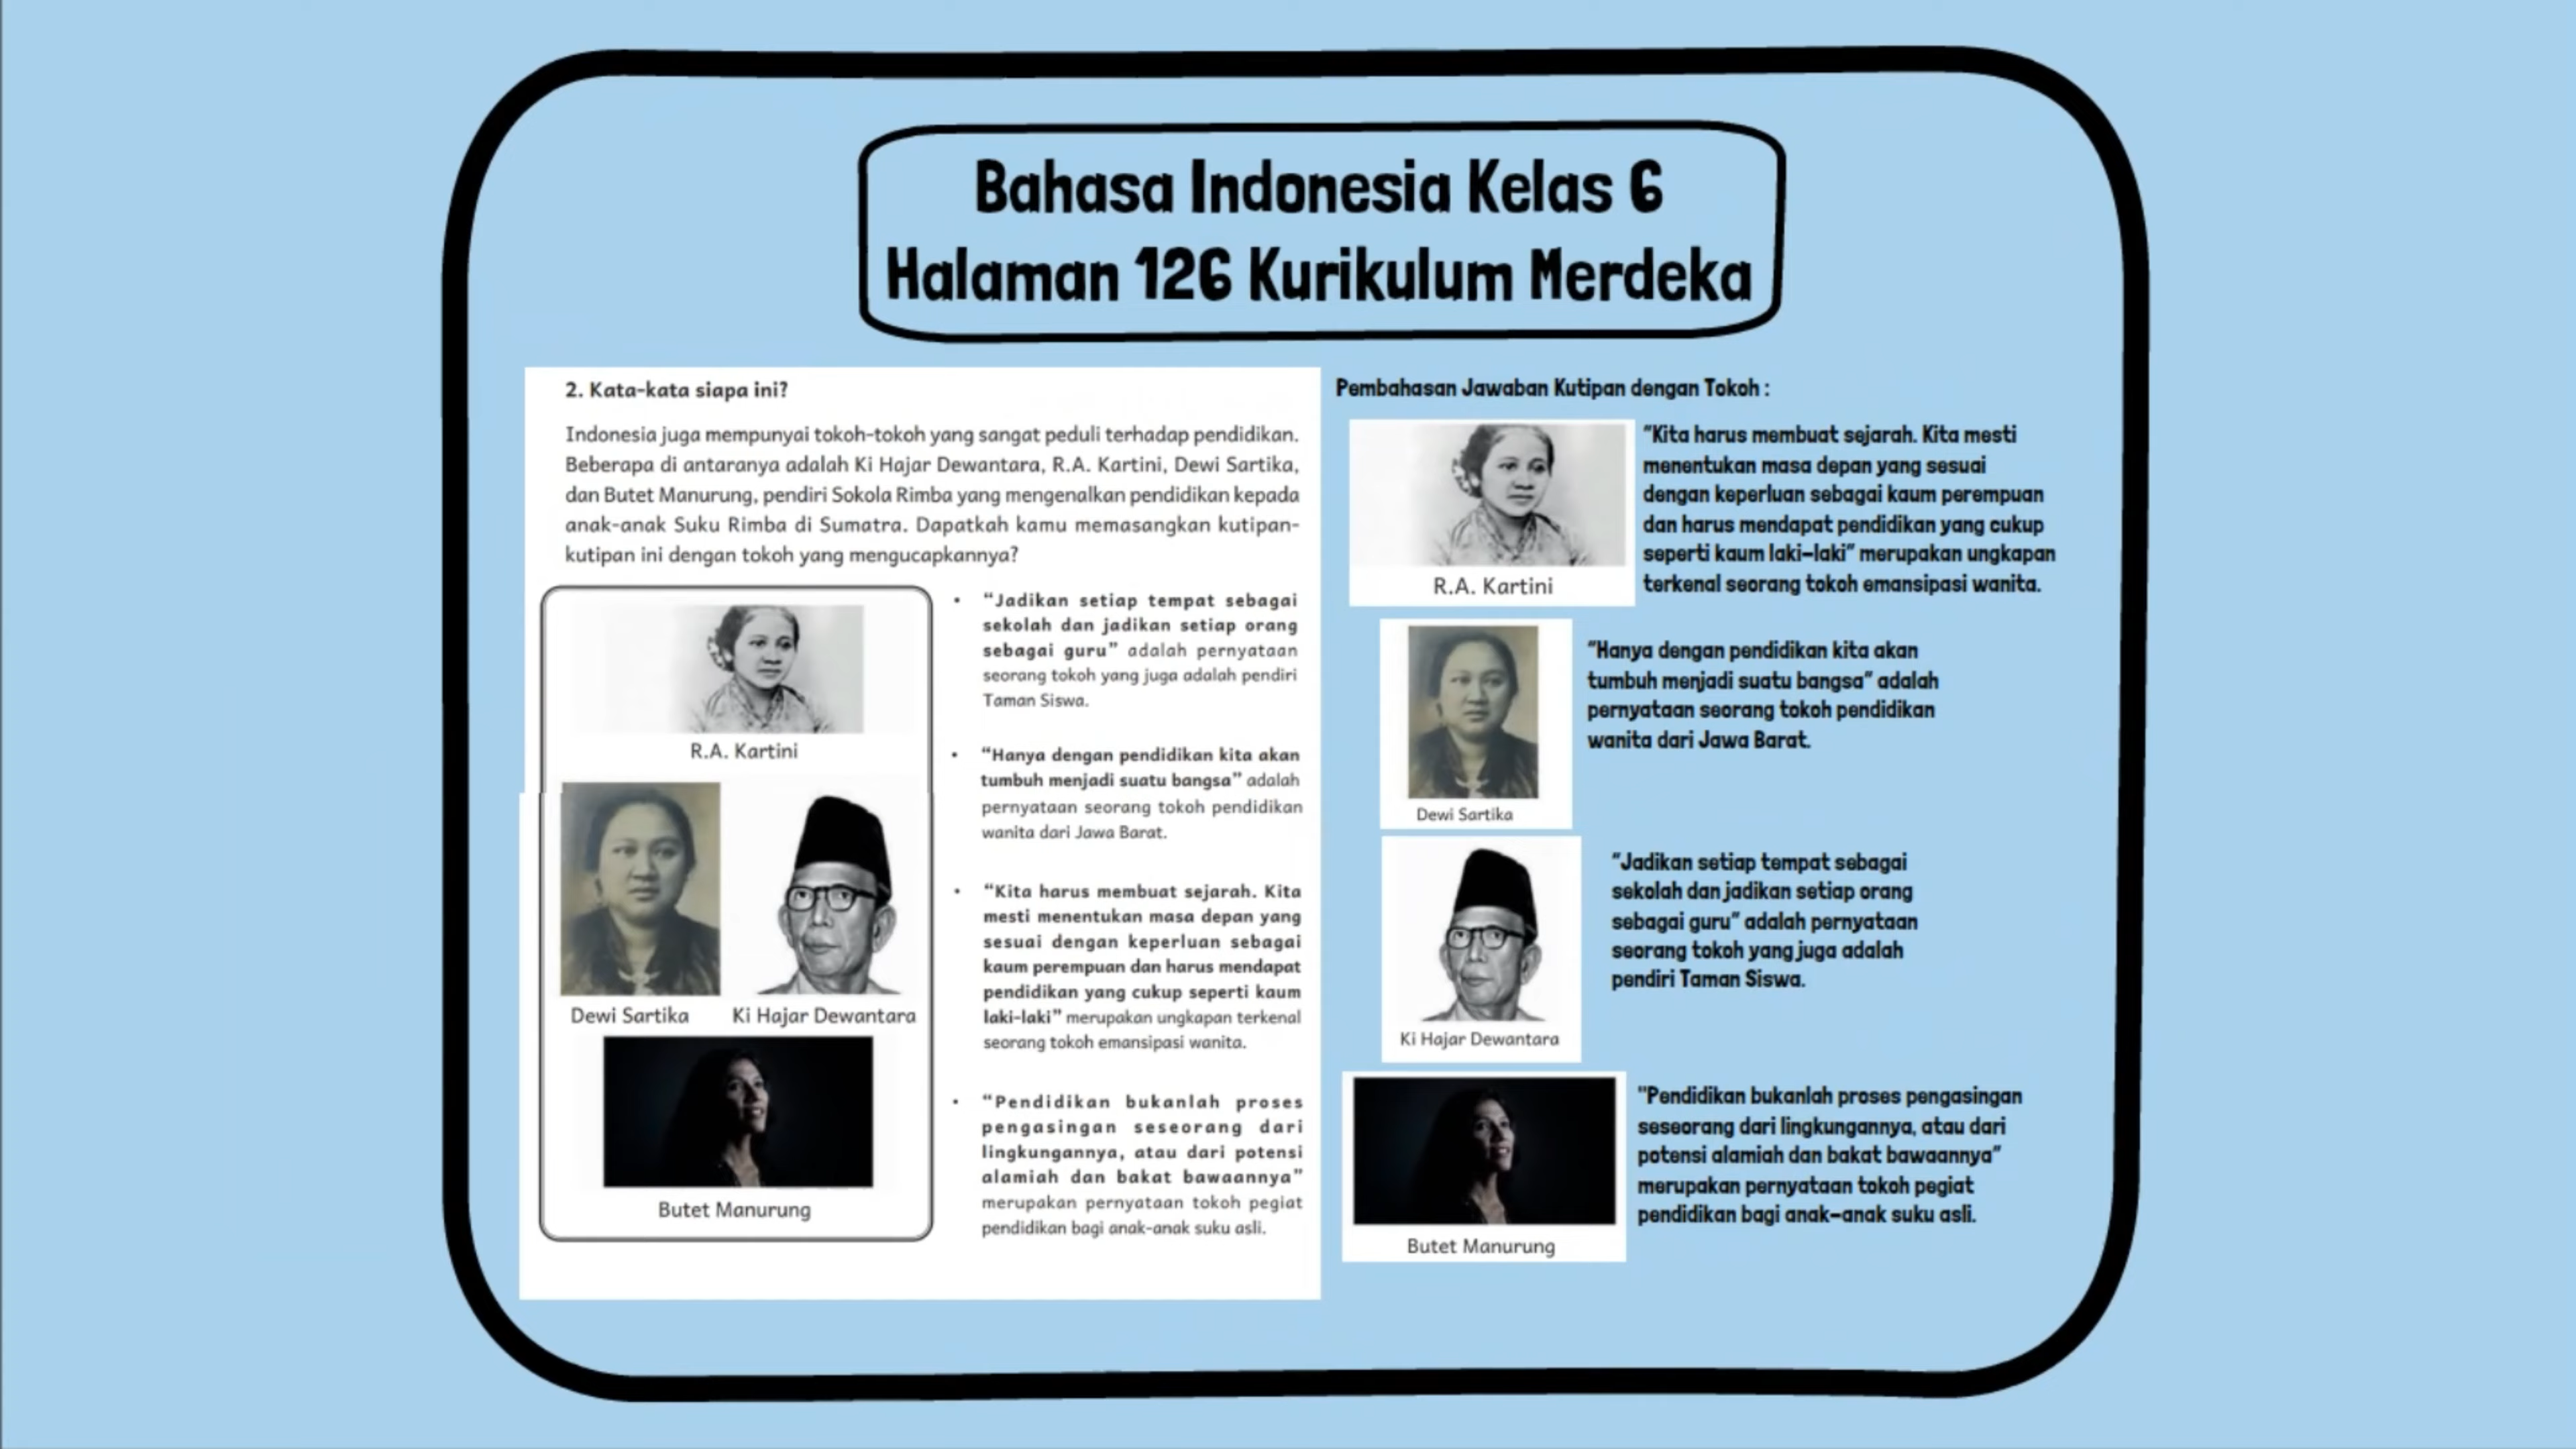 Bahasa Indonesia Kelas 6
Halaman 126 Kurikulum Merdeka
2. Kata-kata siapa ini?
Indonesia juga mempunyai tokoh-tokoh yang sangat peduli terhadap pendidikan.
Beberapa di antaranya adalah Ki Hajar Dewantara, R.A. Kartini, Dewi Sartika,
dan Butet Manurung, pendiri Sokola Rimba yang mengenalkan pendidikan kepada
anak-anak Suku Rimba di Sumatra. Dapatkah kamu memasangkan kutipan-
kutipan ini dengan tokoh yang mengucapkannya?
R.A. Kartini
Dewi Sartika
Ki Hajar Dewantara
Butet Manurung
• “Jadikan setiap tempat sebagai
sekolah dan jadikan setiap orang
sebagai guru” adalah pernyataan
seorang tokoh yang juga adalah pendiri
Taman Siswa.
• “Hanya dengan pendidikan kita akan
tumbuh menjadi suatu bangsa” adalah
pernyataan seorang tokoh pendidikan
wanita dari Jawa Barat.
• “Kita harus membuat sejarah. Kita
mesti menentukan masa depan yang
sesuai dengan keperluan sebagai
kaum perempuan dan harus mendapat
pendidikan yang cukup seperti kaum
laki-laki” merupakan ungkapan terkenal
seorang tokoh emansipasi wanita.
• “Pendidikan bukanlah proses
pengasingan seseorang dari
lingkungannya, atau dari potensi
alamiah dan bakat bawaannya”
merupakan pernyataan tokoh pegiat
pendidikan bagi anak-anak suku asli.
Pembahasan Jawaban Kutipan dengan Tokoh :
R.A. Kartini
“Kita harus membuat sejarah. Kita mesti
menentukan masa depan yang sesuai
dengan keperluan sebagai kaum perempuan
dan harus mendapat pendidikan yang cukup
seperti kaum laki-laki” merupakan ungkapan
terkenal seorang tokoh emansipasi wanita.
Dewi Sartika
“Hanya dengan pendidikan kita akan
tumbuh menjadi suatu bangsa” adalah
pernyataan seorang tokoh pendidikan
wanita dari Jawa Barat.
Ki Hajar Dewantara
“Jadikan setiap tempat sebagai
sekolah dan jadikan setiap orang
sebagai guru” adalah pernyataan
seorang tokoh yang juga adalah
pendiri Taman Siswa.
Butet Manurung
"Pendidikan bukanlah proses pengasingan
seseorang dari lingkungannya, atau dari
potensi alamiah dan bakat bawaannya”
merupakan pernyataan tokoh pegiat
pendidikan bagi anak-anak suku asli.